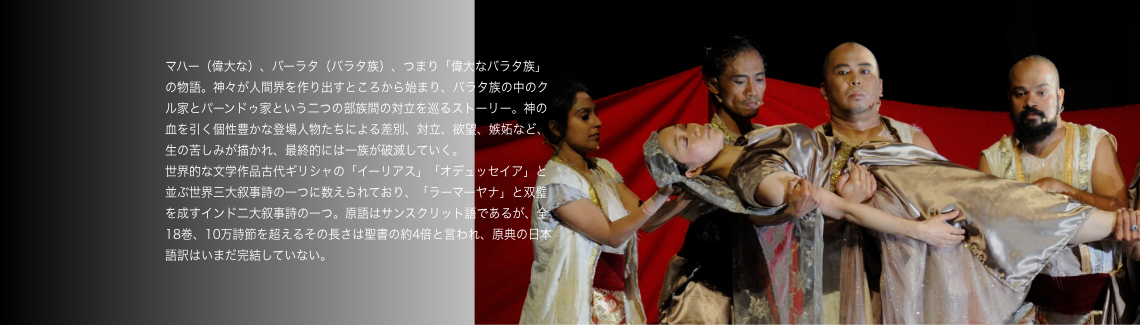 マハー（偉大な）、バーラタ（バラタ族）、つまり「偉大なバラタ族」
の物語。神々が人間界を作り出すところから始まり、バラタ族の中のク
ル家とパーンドゥ家という二つの部族間の対立を巡るストーリー。神の
血を引く個性豊かな登場人物たちによる差別、対立、欲望、嫉妬など、
生の苦しみが描かれ、最終的には一族が破滅していく。
世界的な文学作品古代ギリシャの「イーリアス」「オデュッセイア」と
並ぶ世界三大叙事詩の一つに数えられており、「ラーマーヤナ」と双璧
を成すインド二大叙事詩の一つ。原語はサンスクリット語であるが、全
18巻、10万詩節を超えるその長さは聖書の約4倍と言われ、原典の日本
語訳はいまだ完結していない。